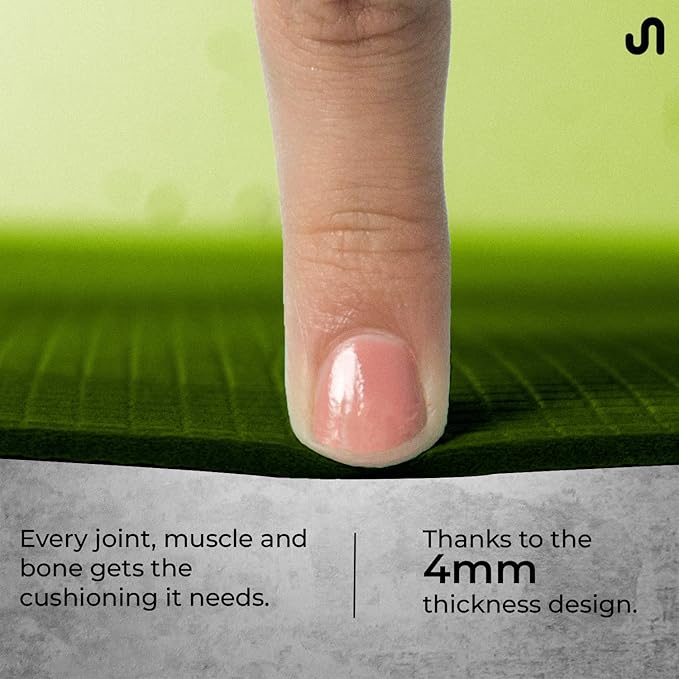 Every joint, muscle and
bone gets the
cushioning it needs.
Thanks to the
4mm
thickness design.